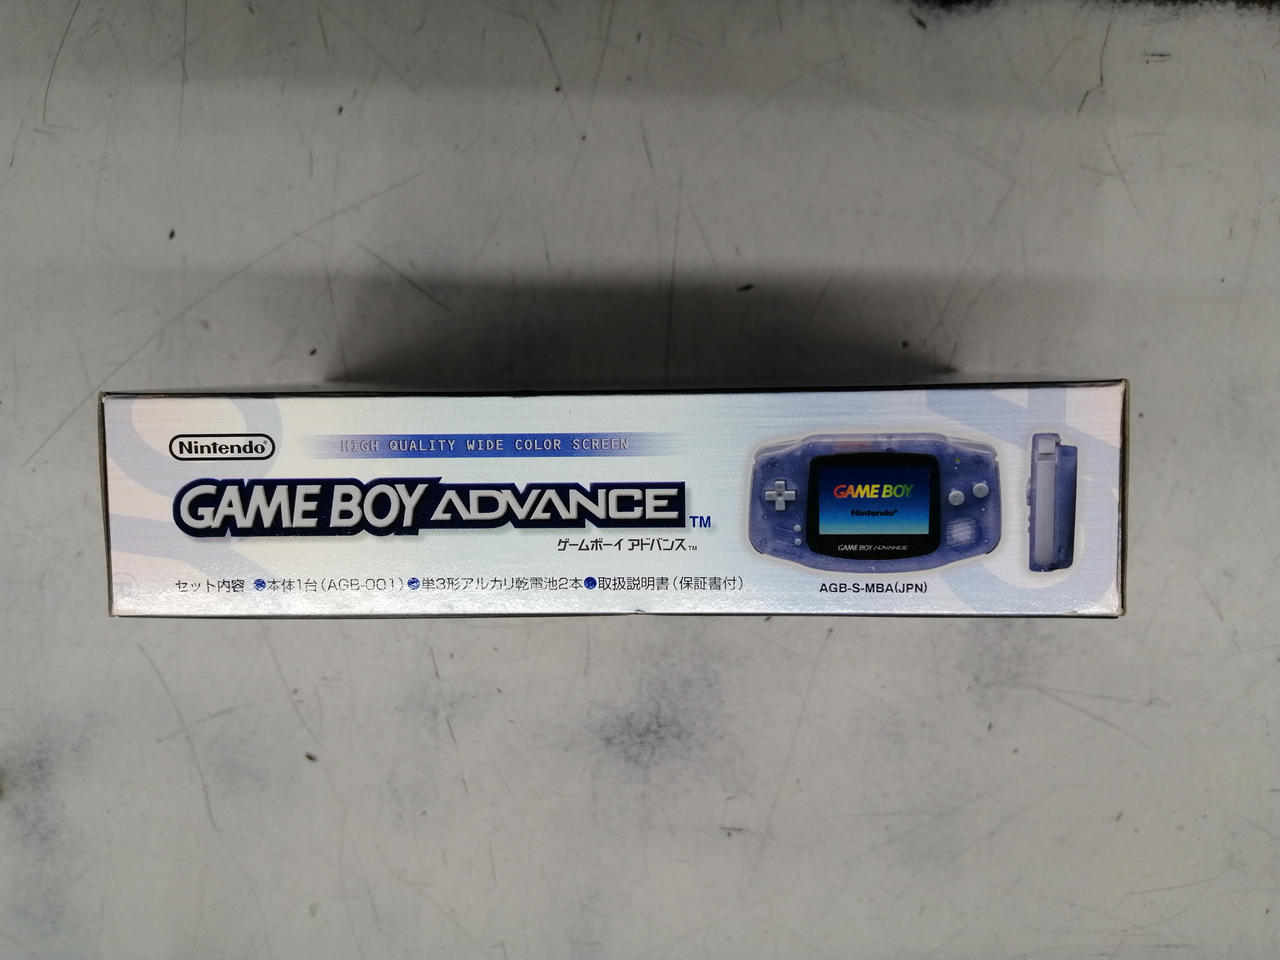 Nintendo®
HIGH QUALITY WIDE COLOR SCREEN
GAME BOY ADVANCE™
ゲームボーイ アドバンス™
セット内容 ●本体1台(AGB-001)●単3形アルカリ乾電池2本●取扱説明書(保証書付)
GAME BOY
Nintendo®
GAME BOY ADVANCE
AGB-S-MBA(JPN)